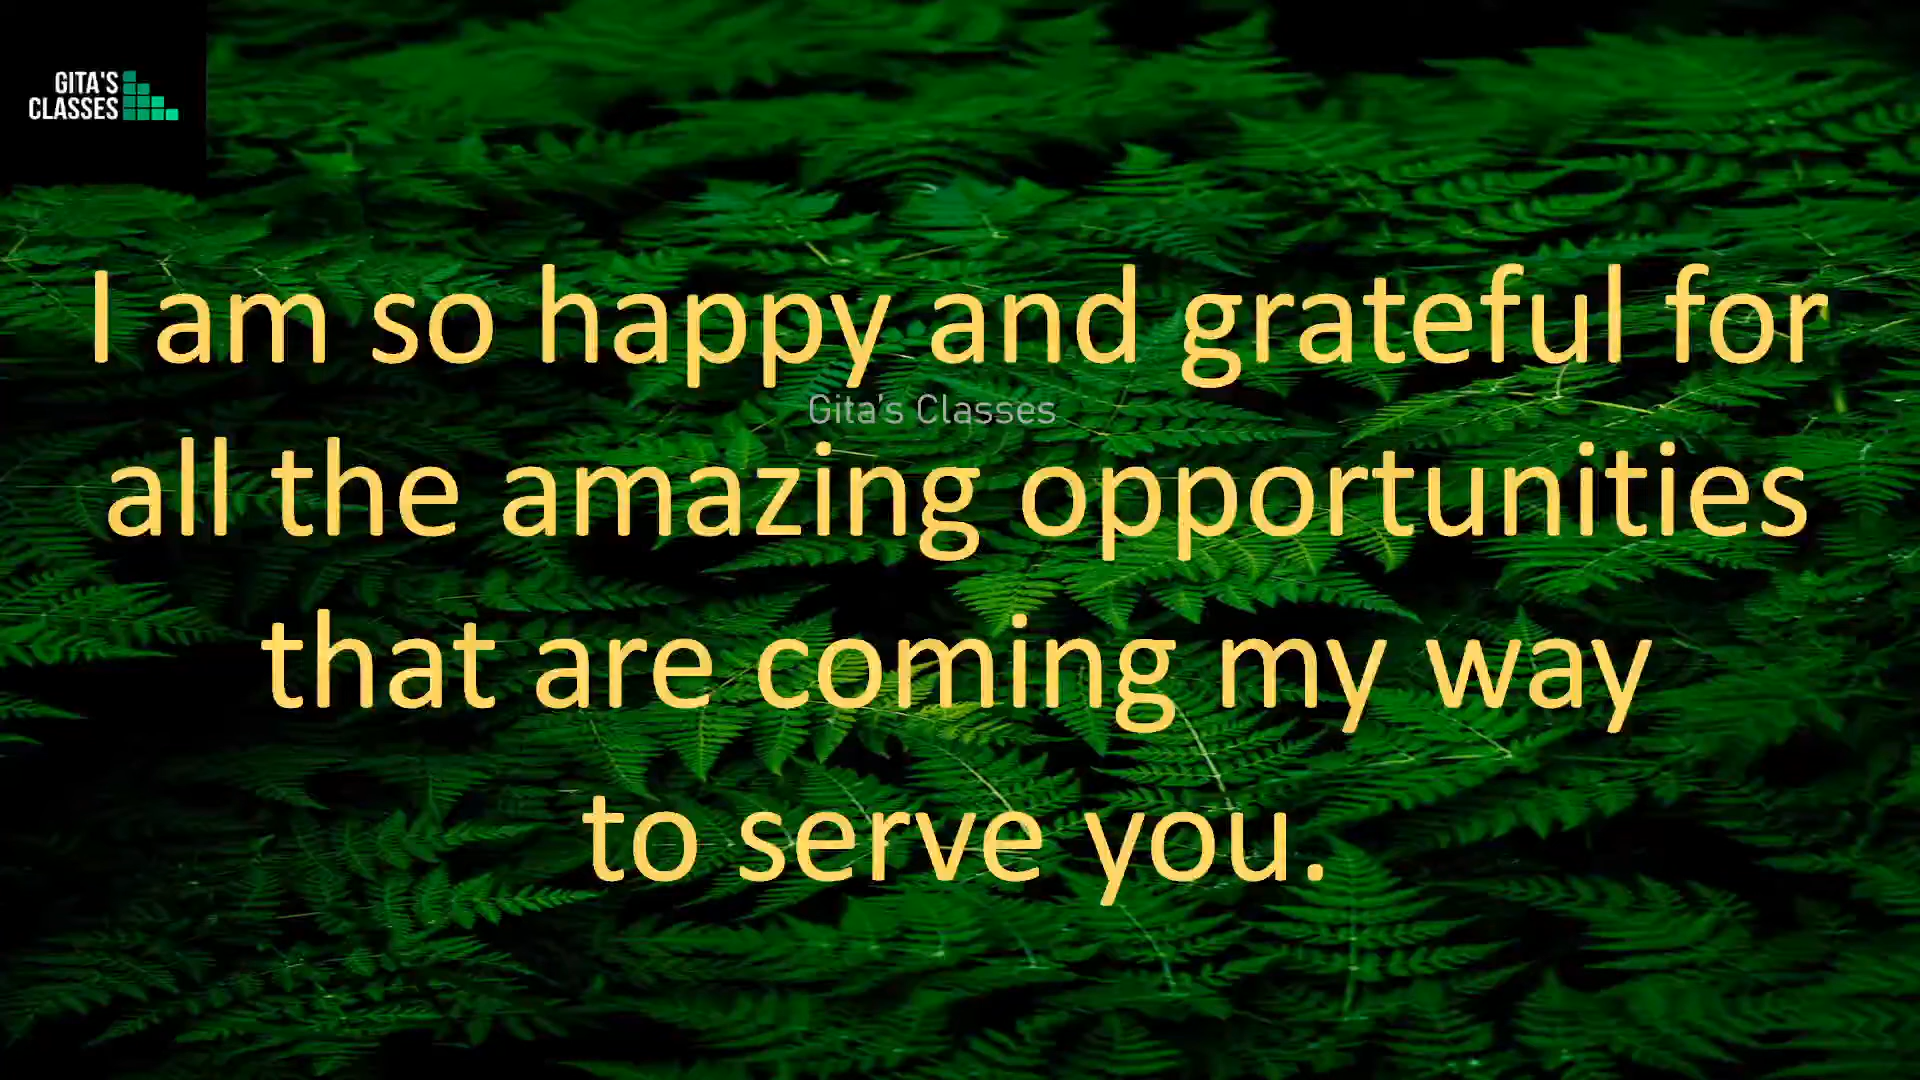 GITA'S
CLASSES
I am so happy and grateful for
Gita's Classes
all the amazing opportunities
that are coming my way
to serve you.